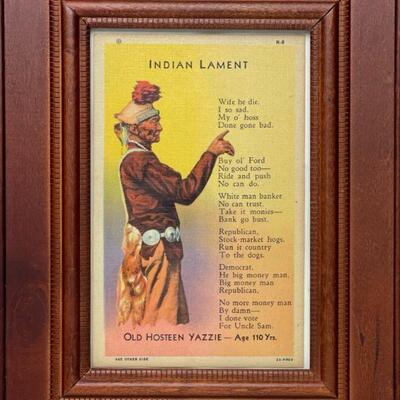 N-8
INDIAN LAMENT
Wife he die.
I so sad.
My o' hoss
Done gone bad.
Buy ol' Ford
No good too—
Ride and push
No can do.
White man banker
No can trust.
Take it monies—
Bank go bust.
Republican,
Stock-market hogs.
Run it country
To the dogs.
Democrat,
He big money man.
Big money man
Republican.
No more money man
By damn—
I done vote
For Uncle Sam.
OLD HOSTEEN YAZZIE — AGE 110 YRS.
SEE OTHER SIDE